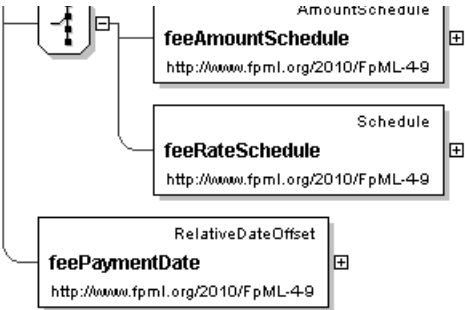 AmountSchedule
feeAmountSchedule
http://www.fpml.org/2010/FpML-4-9
Schedule
feeRateSchedule
http://www.fpml.org/2010/FpML-4-9
RelativeDateOffset
feePaymentDate
http://www.fpml.org/2010/FpML-4-9